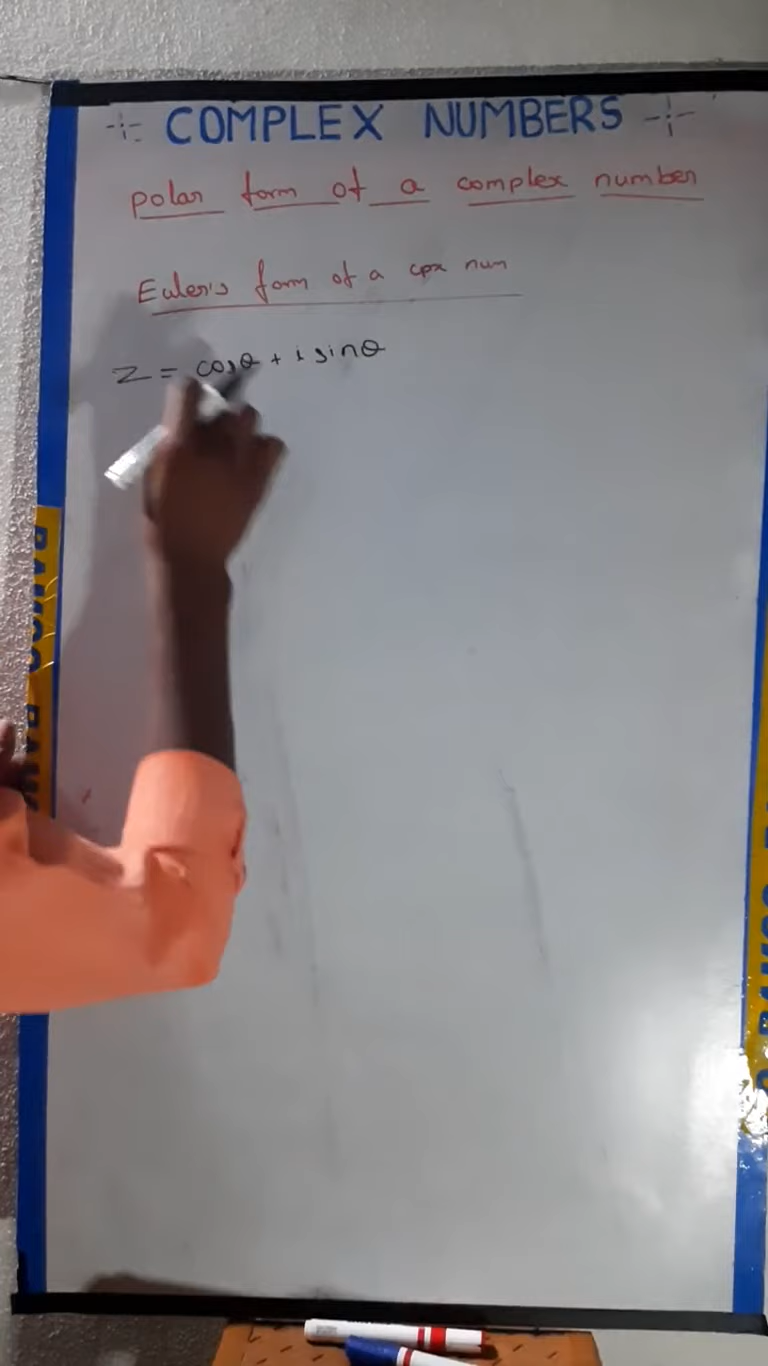 ÷ COMPLEX NUMBERS ÷
polar form of a complex number
Euler's form of a cpx num
Z = cosθ + i sinθ